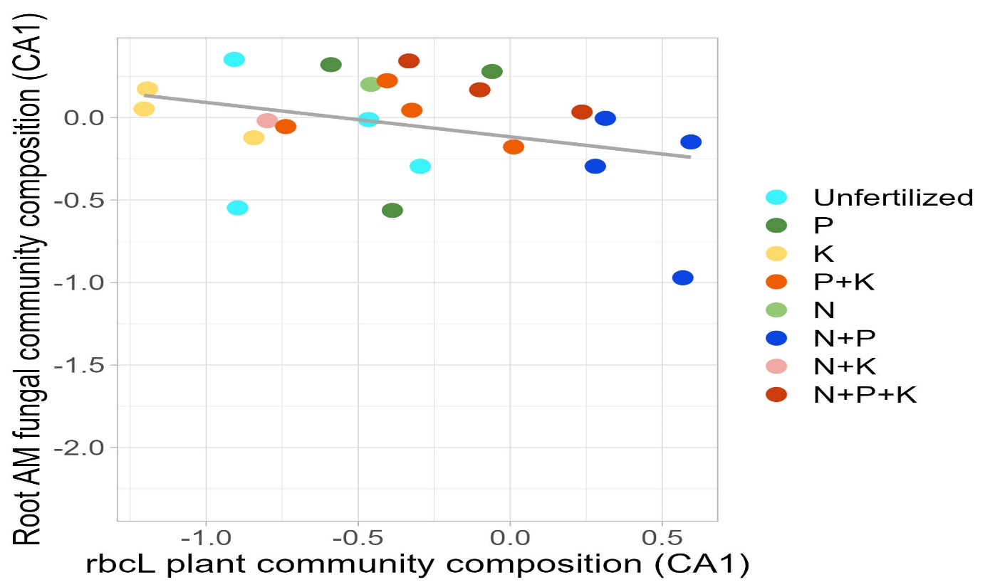 Root AM fungal community composition (CA1)
0.0
-0.5
-1.0
-1.5
-2.0
-1.0 -0.5 0.0 0.5
rbcL plant community composition (CA1)
Unfertilized
P
K
P+K
N
N+P
N+K
N+P+K